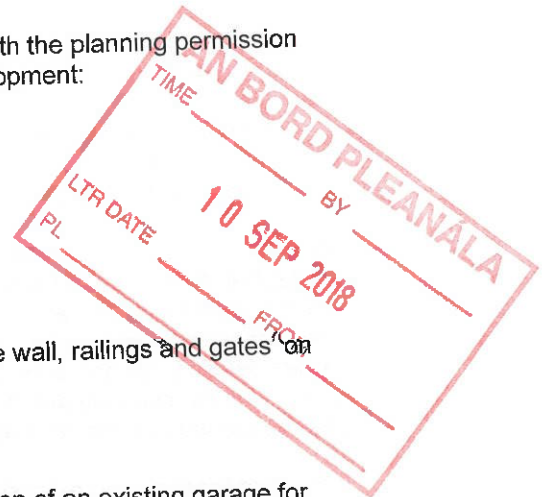 th the planning permission
opment:
AN BORD PLEANÁLA
TIME BY
10 SEP 2018
LTR DATE FROM
PL
e wall, railings and gates' on
on of an existing garage for